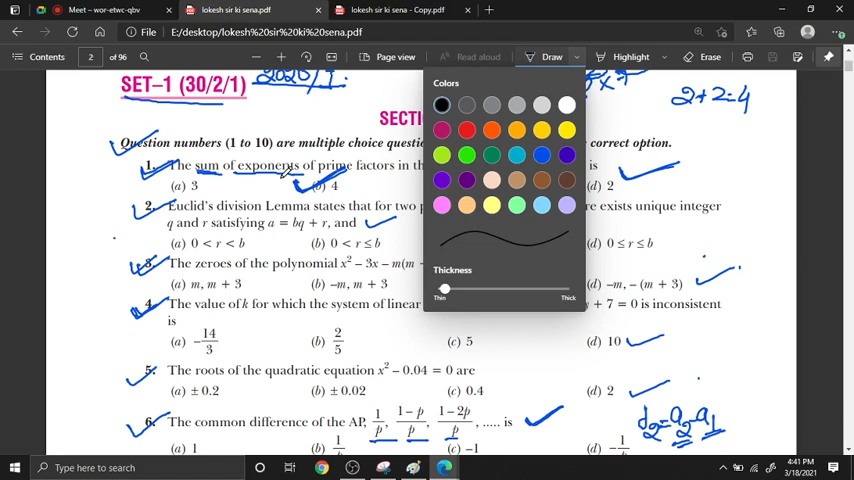 Meet – wor-etwc-qbv
lokesh sir ki sena.pdf
lokesh sir ki sena - Copy.pdf
File E:/desktop/lokesh%20sir%20ki%20sena.pdf
Contents 2 of 96 Page view Read aloud Draw Highlight Erase
SET–1 (30/2/1) 2020/1
2+2=4
Colors
Question numbers (1 to 10) are multiple choice correct option.
1. The sum of exponents of prime factors in is
(a) 3 (b) 4 (d) 2
2. Euclid's division Lemma states that for two exists unique integer
q and r satisfying a = bq + r, and
(a) 0 < r < b (b) 0 < r ≤ b (d) 0 ≤ r ≤ b
3. The zeroes of the polynomial x² – 3x – m(m
(a) m, m + 3 (b) –m, m + 3 (d) –m, – (m + 3)
Thickness
Thin Thick
4. The value of k for which the system of linear + 7 = 0 is inconsistent
is
(a) –14/3 (b) 2/5 (c) 5 (d) 10
5. The roots of the quadratic equation x² – 0.04 = 0 are
(a) ± 0.2 (b) ± 0.02 (c) 0.4 (d) 2
6. The common difference of the AP, 1/p, 1–p/p, 1–2p/p, ..... is
d2=a2-a1
(a) 1 (c) –1
Type here to search
4:41 PM
3/18/2021